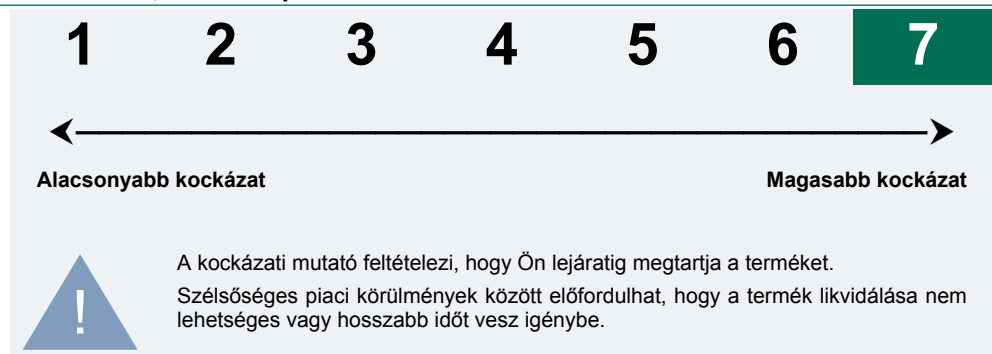 1 2 3 4 5 6 7
Alacsonyabb kockázat Magasabb kockázat
A kockázati mutató feltételezi, hogy Ön lejáratig megtartja a terméket.
Szélsőséges piaci körülmények között előfordulhat, hogy a termék likvidálása nem
lehetséges vagy hosszabb időt vesz igénybe.
!